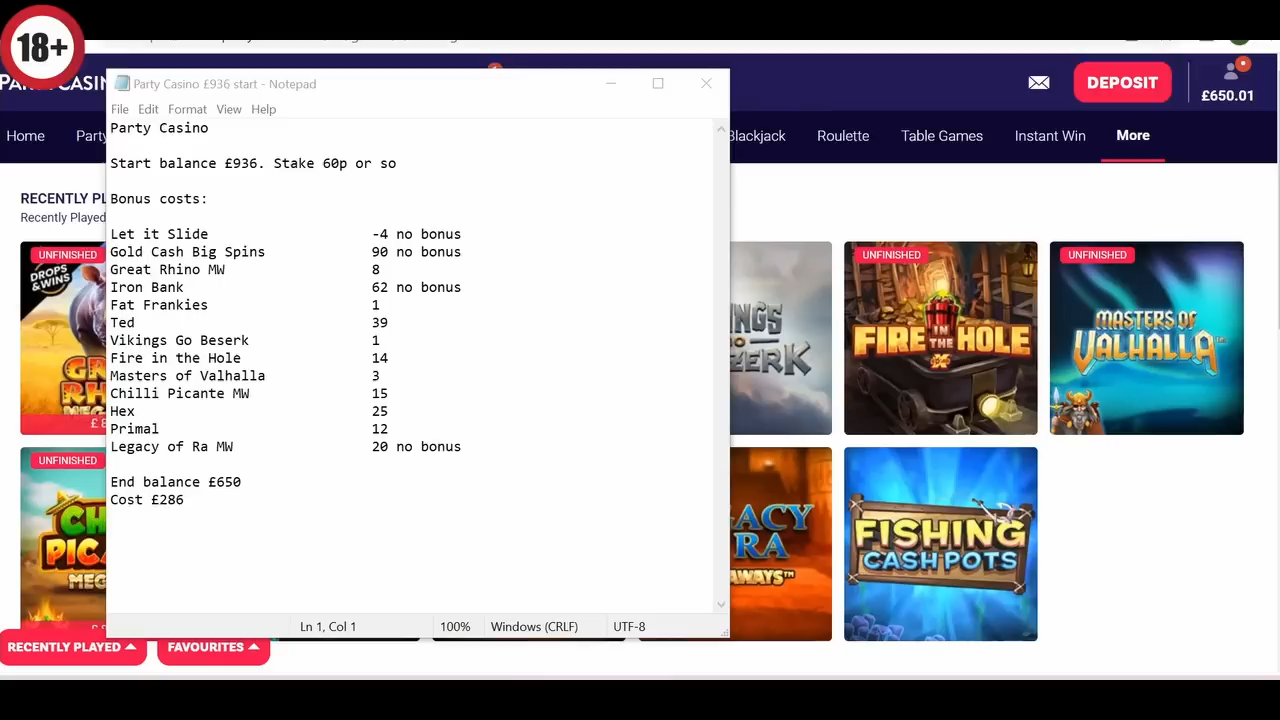 18+
Party Casino £936 start - Notepad
DEPOSIT
£650.01
File Edit Format View Help
Home
Blackjack
Roulette
Table Games
Instant Win
More
Party Casino
Start balance £936. Stake 60p or so
Bonus costs:
Let it Slide -4 no bonus
Gold Cash Big Spins 90 no bonus
Great Rhino MW 8
Iron Bank 62 no bonus
Fat Frankies 1
Ted 39
Vikings Go Beserk 1
Fire in the Hole 14
Masters of Valhalla 3
Chilli Picante MW 15
Hex 25
Primal 12
Legacy of Ra MW 20 no bonus
End balance £650
Cost £286
Ln 1, Col 1 100% Windows (CRLF) UTF-8
RECENTLY
Recently Played
UNFINISHED
DROPS
& WINS
UNFINISHED
FIRE IN THE HOLE
UNFINISHED
MASTERS OF
VALHALLA
UNFINISHED
FISHING
CASH POTS
RECENTLY PLAYED
FAVOURITES